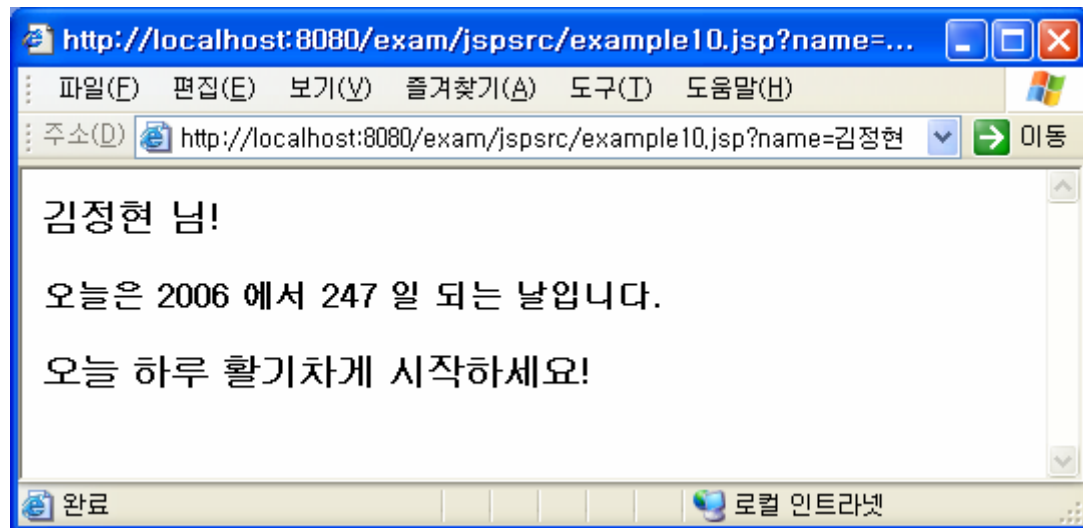 http://localhost:8080/exam/jspsrc/example10.jsp?name=...
파일(F) 편집(E) 보기(V) 즐겨찾기(A) 도구(T) 도움말(H)
주소(D) http://localhost:8080/exam/jspsrc/example10.jsp?name=김정현 이동
김정현 님!
오늘은 2006 에서 247 일 되는 날입니다.
오늘 하루 활기차게 시작하세요!
완료 로컬 인트라넷